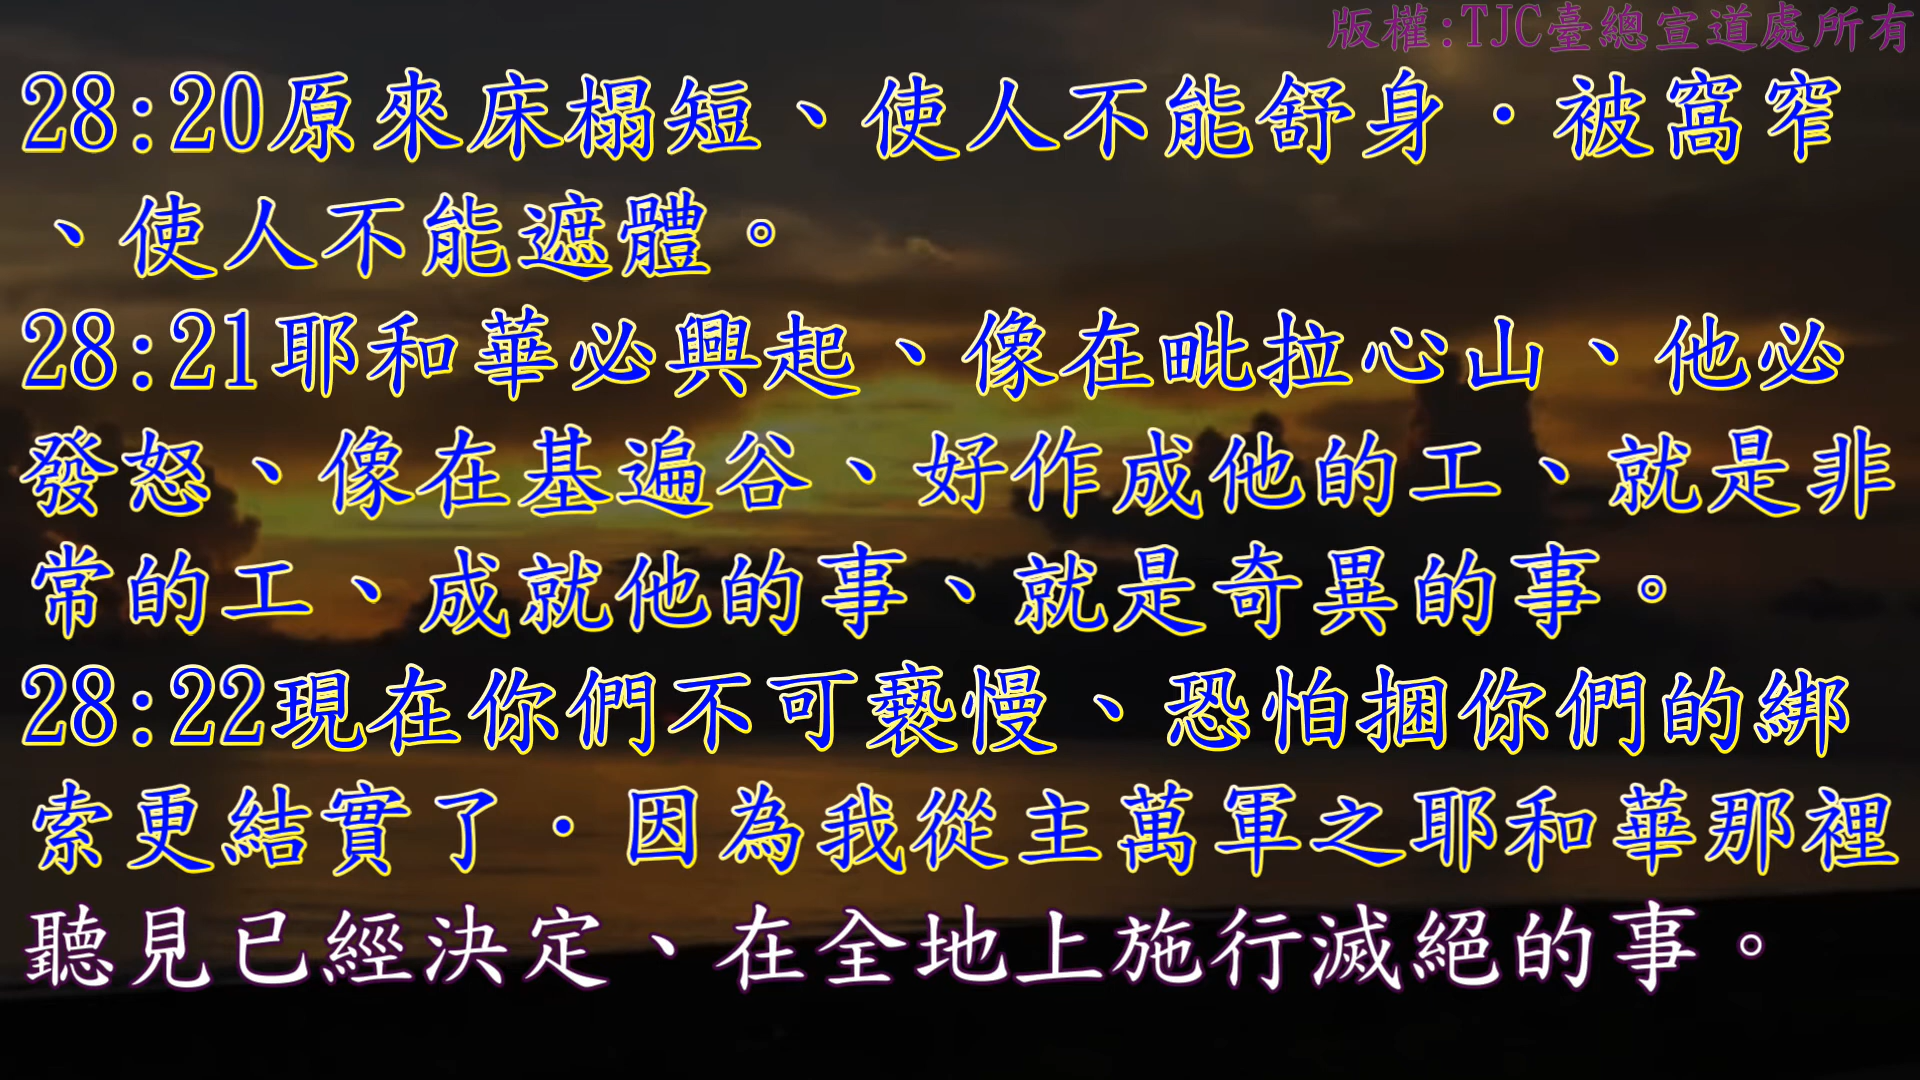 版權:TJC臺總宣道處所有
28:20原來床榻短、使人不能舒身．被窩窄
、使人不能遮體。
28:21耶和華必興起、像在毗拉心山、他必
發怒、像在基遍谷、好作成他的工、就是非
常的工、成就他的事、就是奇異的事。
28:22現在你們不可褻慢、恐怕捆你們的綁
索更結實了．因為我從主萬軍之耶和華那裡
聽見已經決定、在全地上施行滅絕的事。